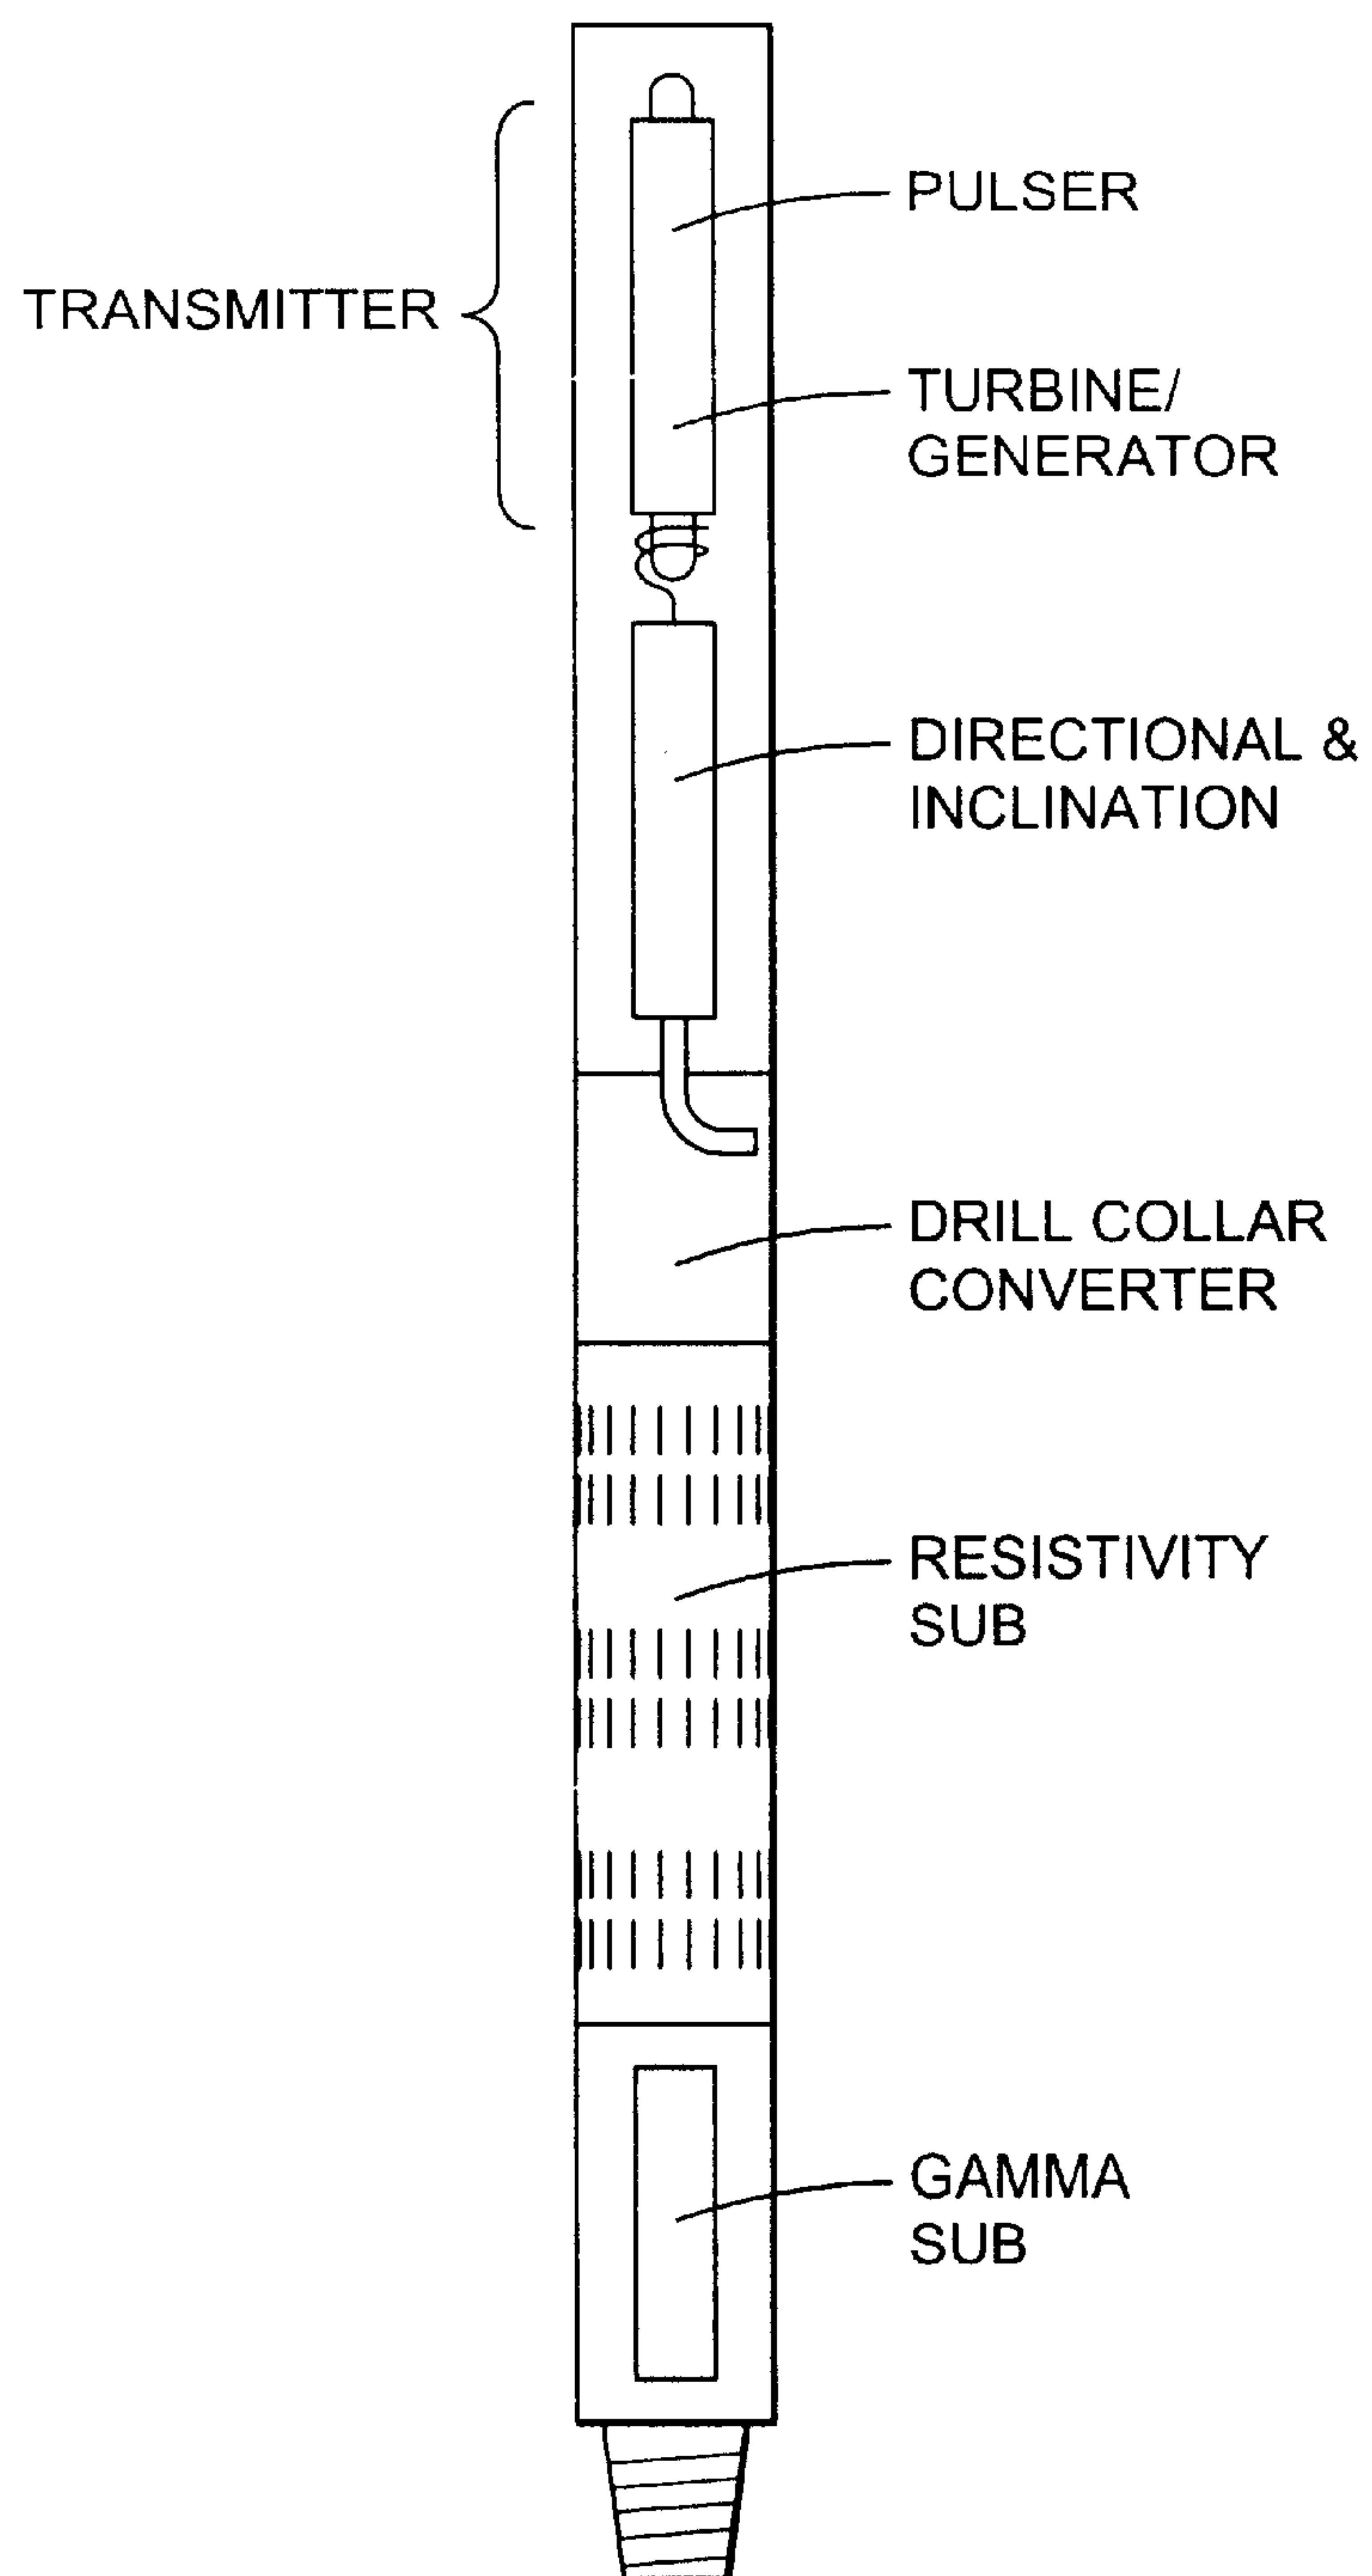 PULSER
TRANSMITTER
TURBINE/
GENERATOR
DIRECTIONAL &
INCLINATION
DRILL COLLAR
CONVERTER
RESISTIVITY
SUB
GAMMA
SUB